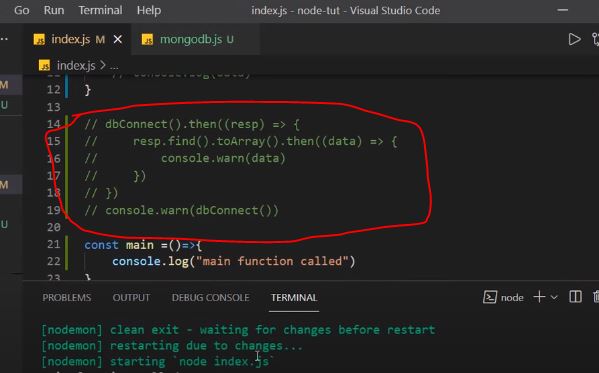 Go Run Terminal Help index.js - node-tut - Visual Studio Code
index.js M mongodb.js U
index.js > ...
11 // console.log(data)
12 }
13
14 // dbConnect().then((resp) => {
15 //     resp.find().toArray().then((data) => {
16 //         console.warn(data)
17 //     })
18 // })
19 // console.warn(dbConnect())
20
21 const main =()=>{
22     console.log("main function called")
23 }
M
U
M
U
PROBLEMS OUTPUT DEBUG CONSOLE TERMINAL node
[nodemon] clean exit - waiting for changes before restart
[nodemon] restarting due to changes...
[nodemon] starting `node index.js`